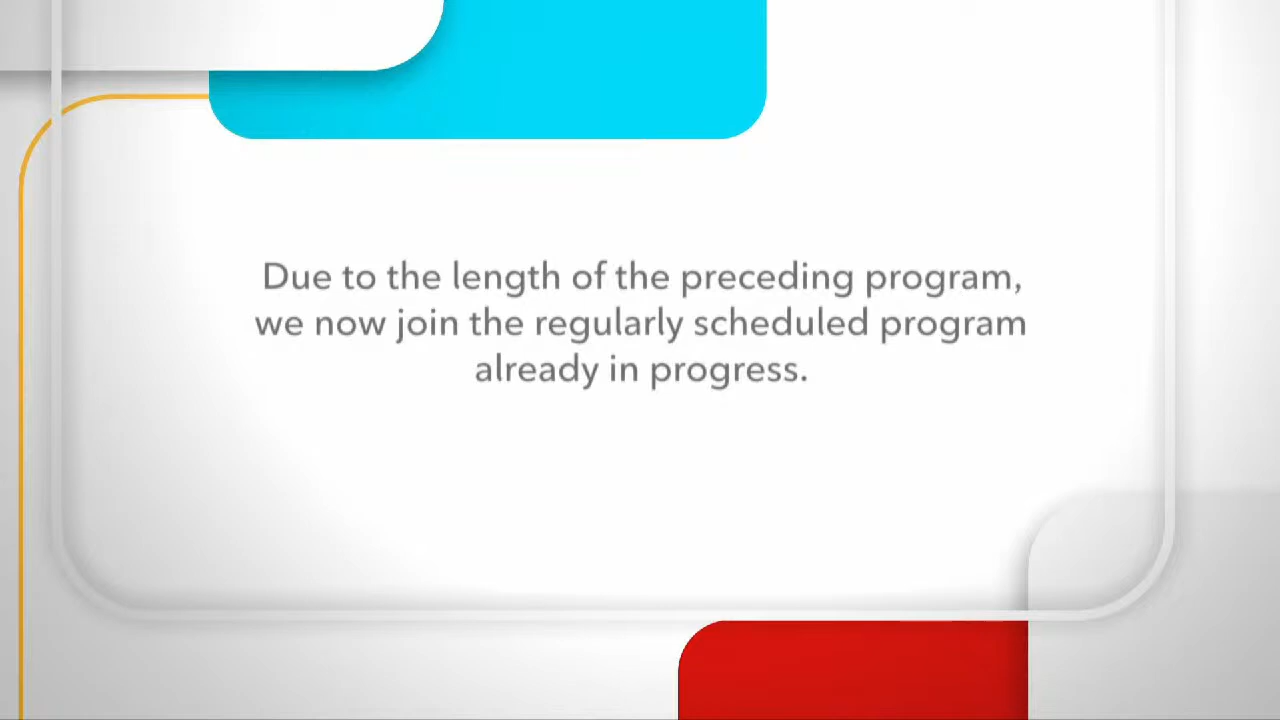 Due to the length of the preceding program,
we now join the regularly scheduled program
already in progress.